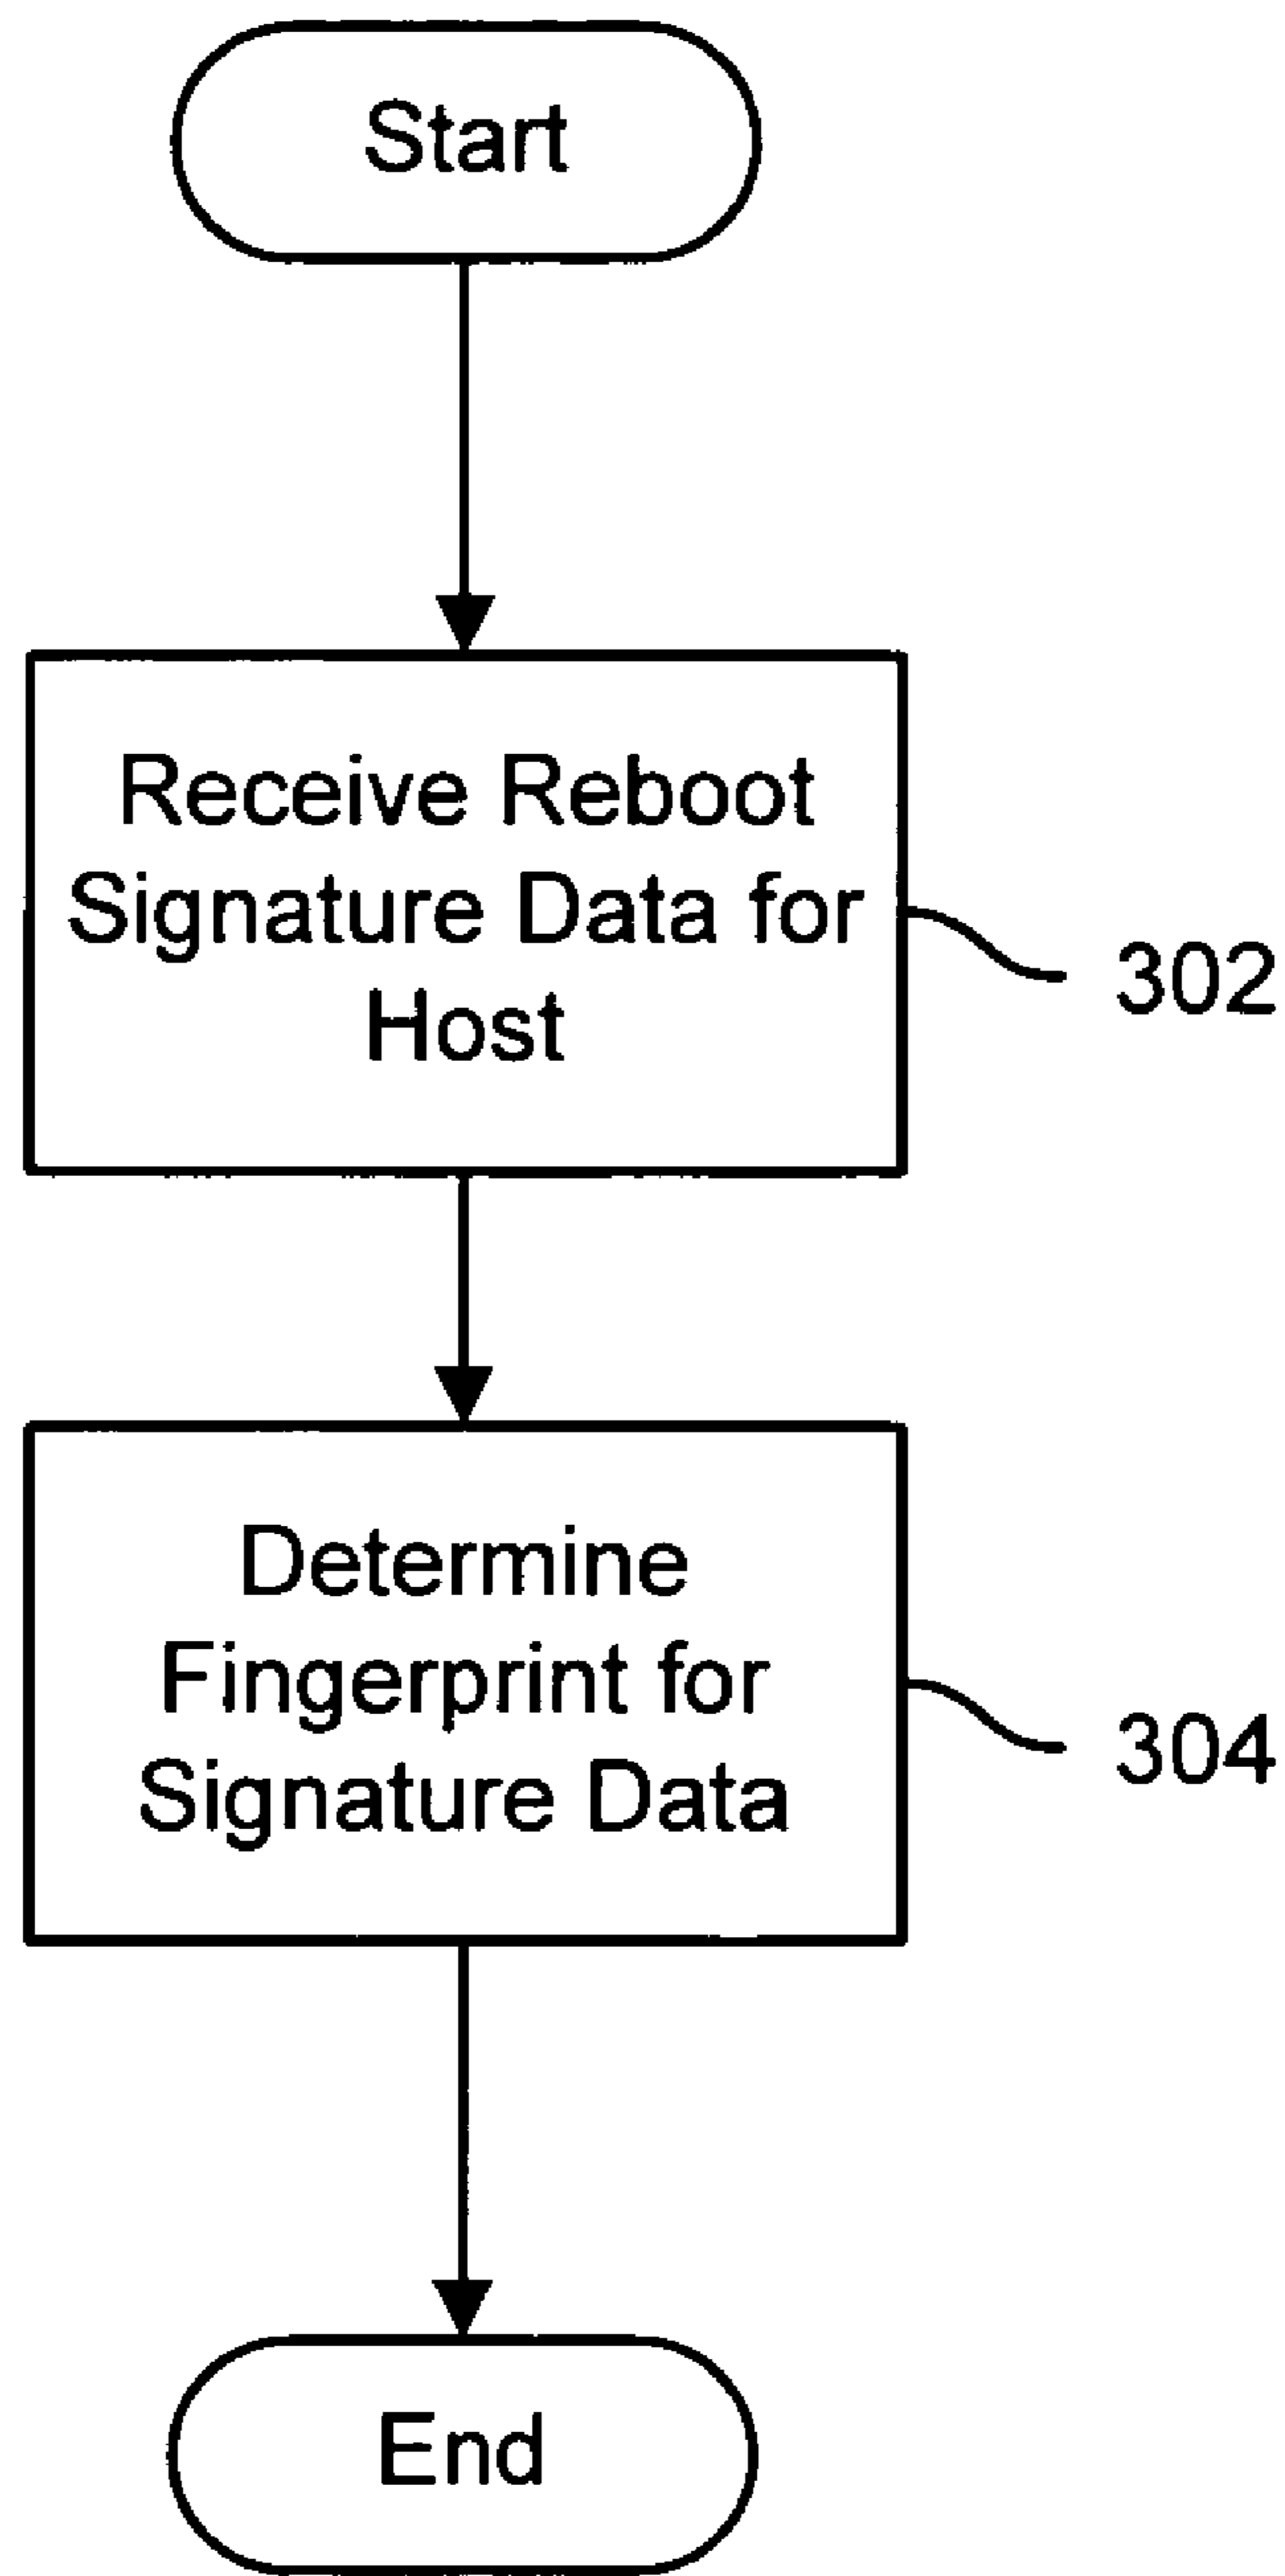 Start
Receive Reboot
Signature Data for
Host
302
Determine
Fingerprint for
Signature Data
304
End